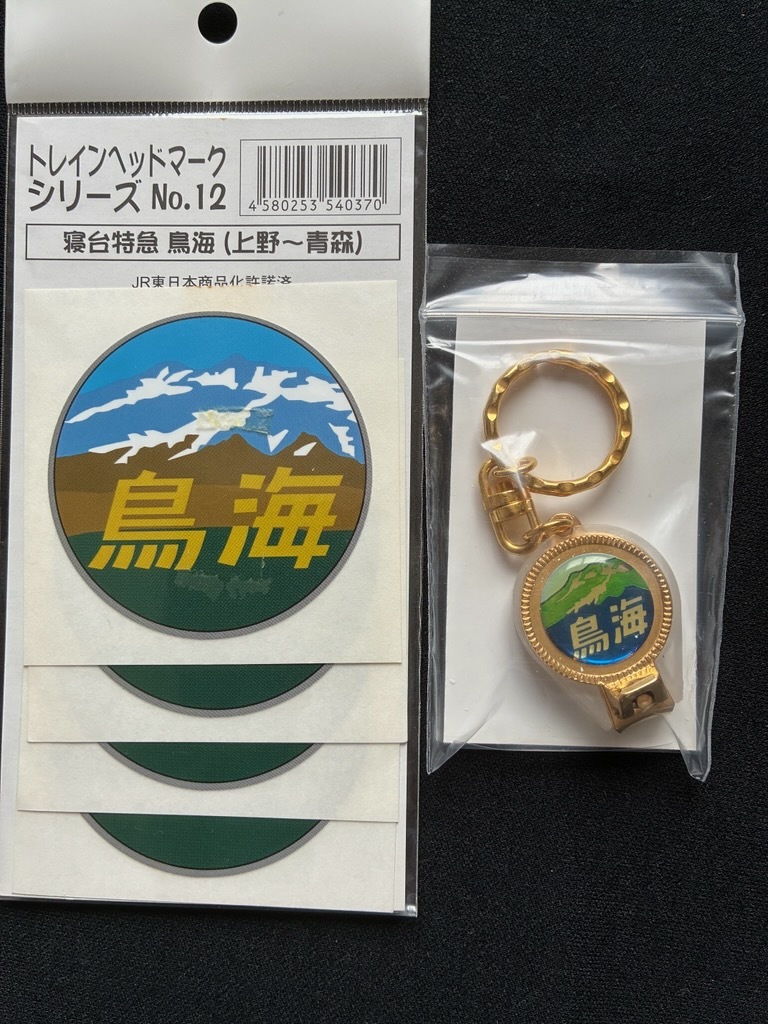 トレインヘッドマーク
シリーズ No.12
4 580253 540370
寝台特急 鳥海 (上野～青森)
JR東日本商品化許諾済
鳥海
鳥海